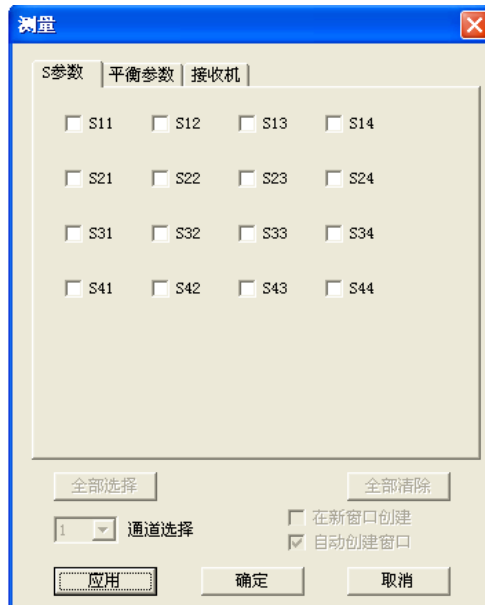 测量
S参数 平衡参数 接收机
S11 S12 S13 S14
S21 S22 S23 S24
S31 S32 S33 S34
S41 S42 S43 S44
全部选择 全部清除
1 通道选择 在新窗口创建
自动创建窗口
应用 确定 取消